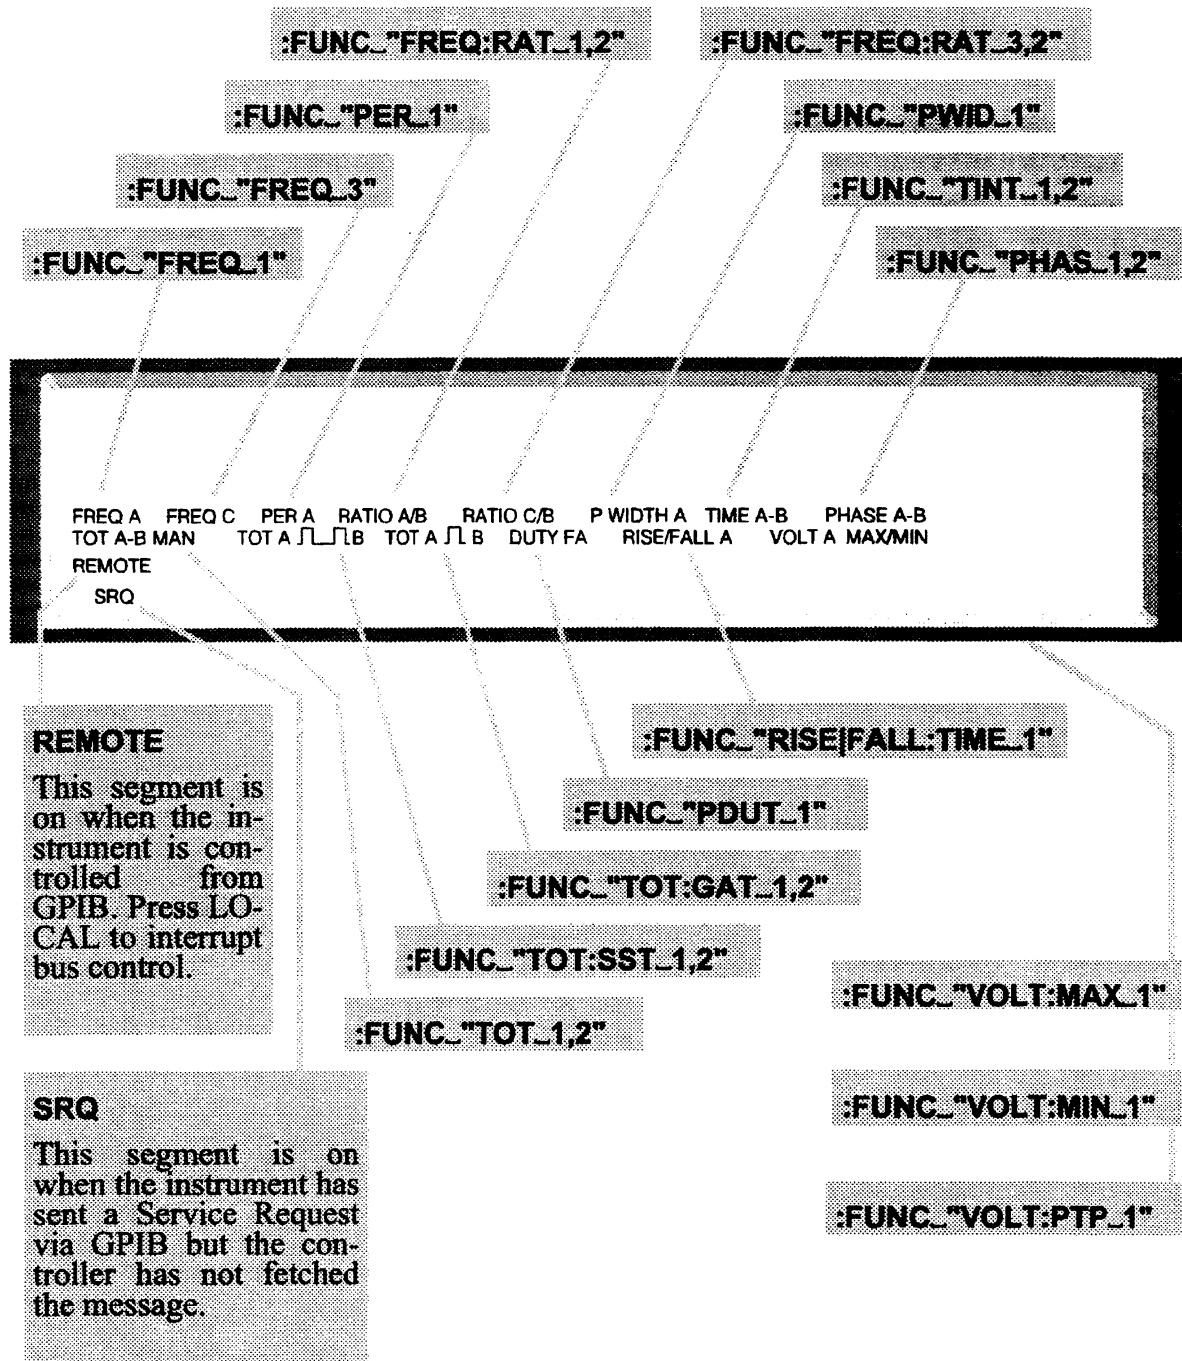 :FUNC_"FREQ:RAT_1,2"
:FUNC_"FREQ:RAT_3,2"
:FUNC_"PER_1"
:FUNC_"PWID_1"
:FUNC_"FREQ_3"
:FUNC_"TINT_1,2"
:FUNC_"FREQ_1"
:FUNC_"PHAS_1,2"
FREQ A FREQ C PER A RATIO A/B RATIO C/B P WIDTH A TIME A-B PHASE A-B
TOT A-B MAN TOT A B TOT A B DUTY FA RISE/FALL A VOLT A MAX/MIN
REMOTE
SRQ
REMOTE
This segment is
on when the in-
strument is con-
trolled from
GPIB. Press LO-
CAL to interrupt
bus control.
:FUNC_"RISE|FALL:TIME_1"
:FUNC_"PDUT_1"
:FUNC_"TOT:GAT_1,2"
:FUNC_"TOT:SST_1,2"
:FUNC_"TOT_1,2"
:FUNC_"VOLT:MAX_1"
:FUNC_"VOLT:MIN_1"
:FUNC_"VOLT:PTP_1"
SRQ
This segment is on
when the instrument has
sent a Service Request
via GPIB but the con-
troller has not fetched
the message.